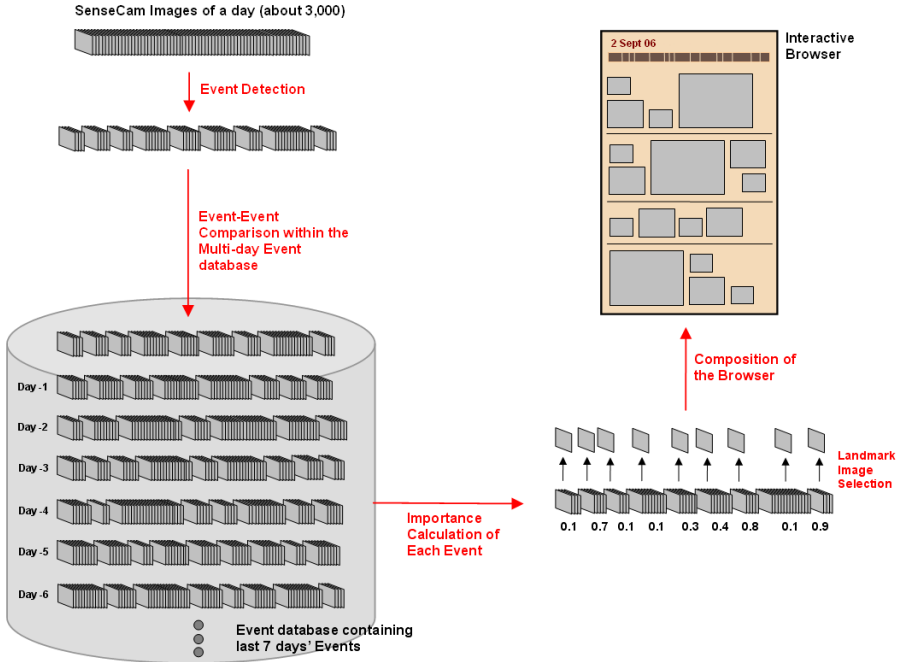 SenseCam Images of a day (about 3,000)
Event Detection
Event-Event
Comparison within the
Multi-day Event
database
Day -1
Day -2
Day -3
Day -4
Day -5
Day -6
Event database containing
last 7 days' Events
Importance
Calculation of
Each Event
0.1 0.7 0.1 0.1 0.3 0.4 0.8 0.1 0.9
Landmark
Image
Selection
Composition of
the Browser
2 Sept 06
Interactive
Browser